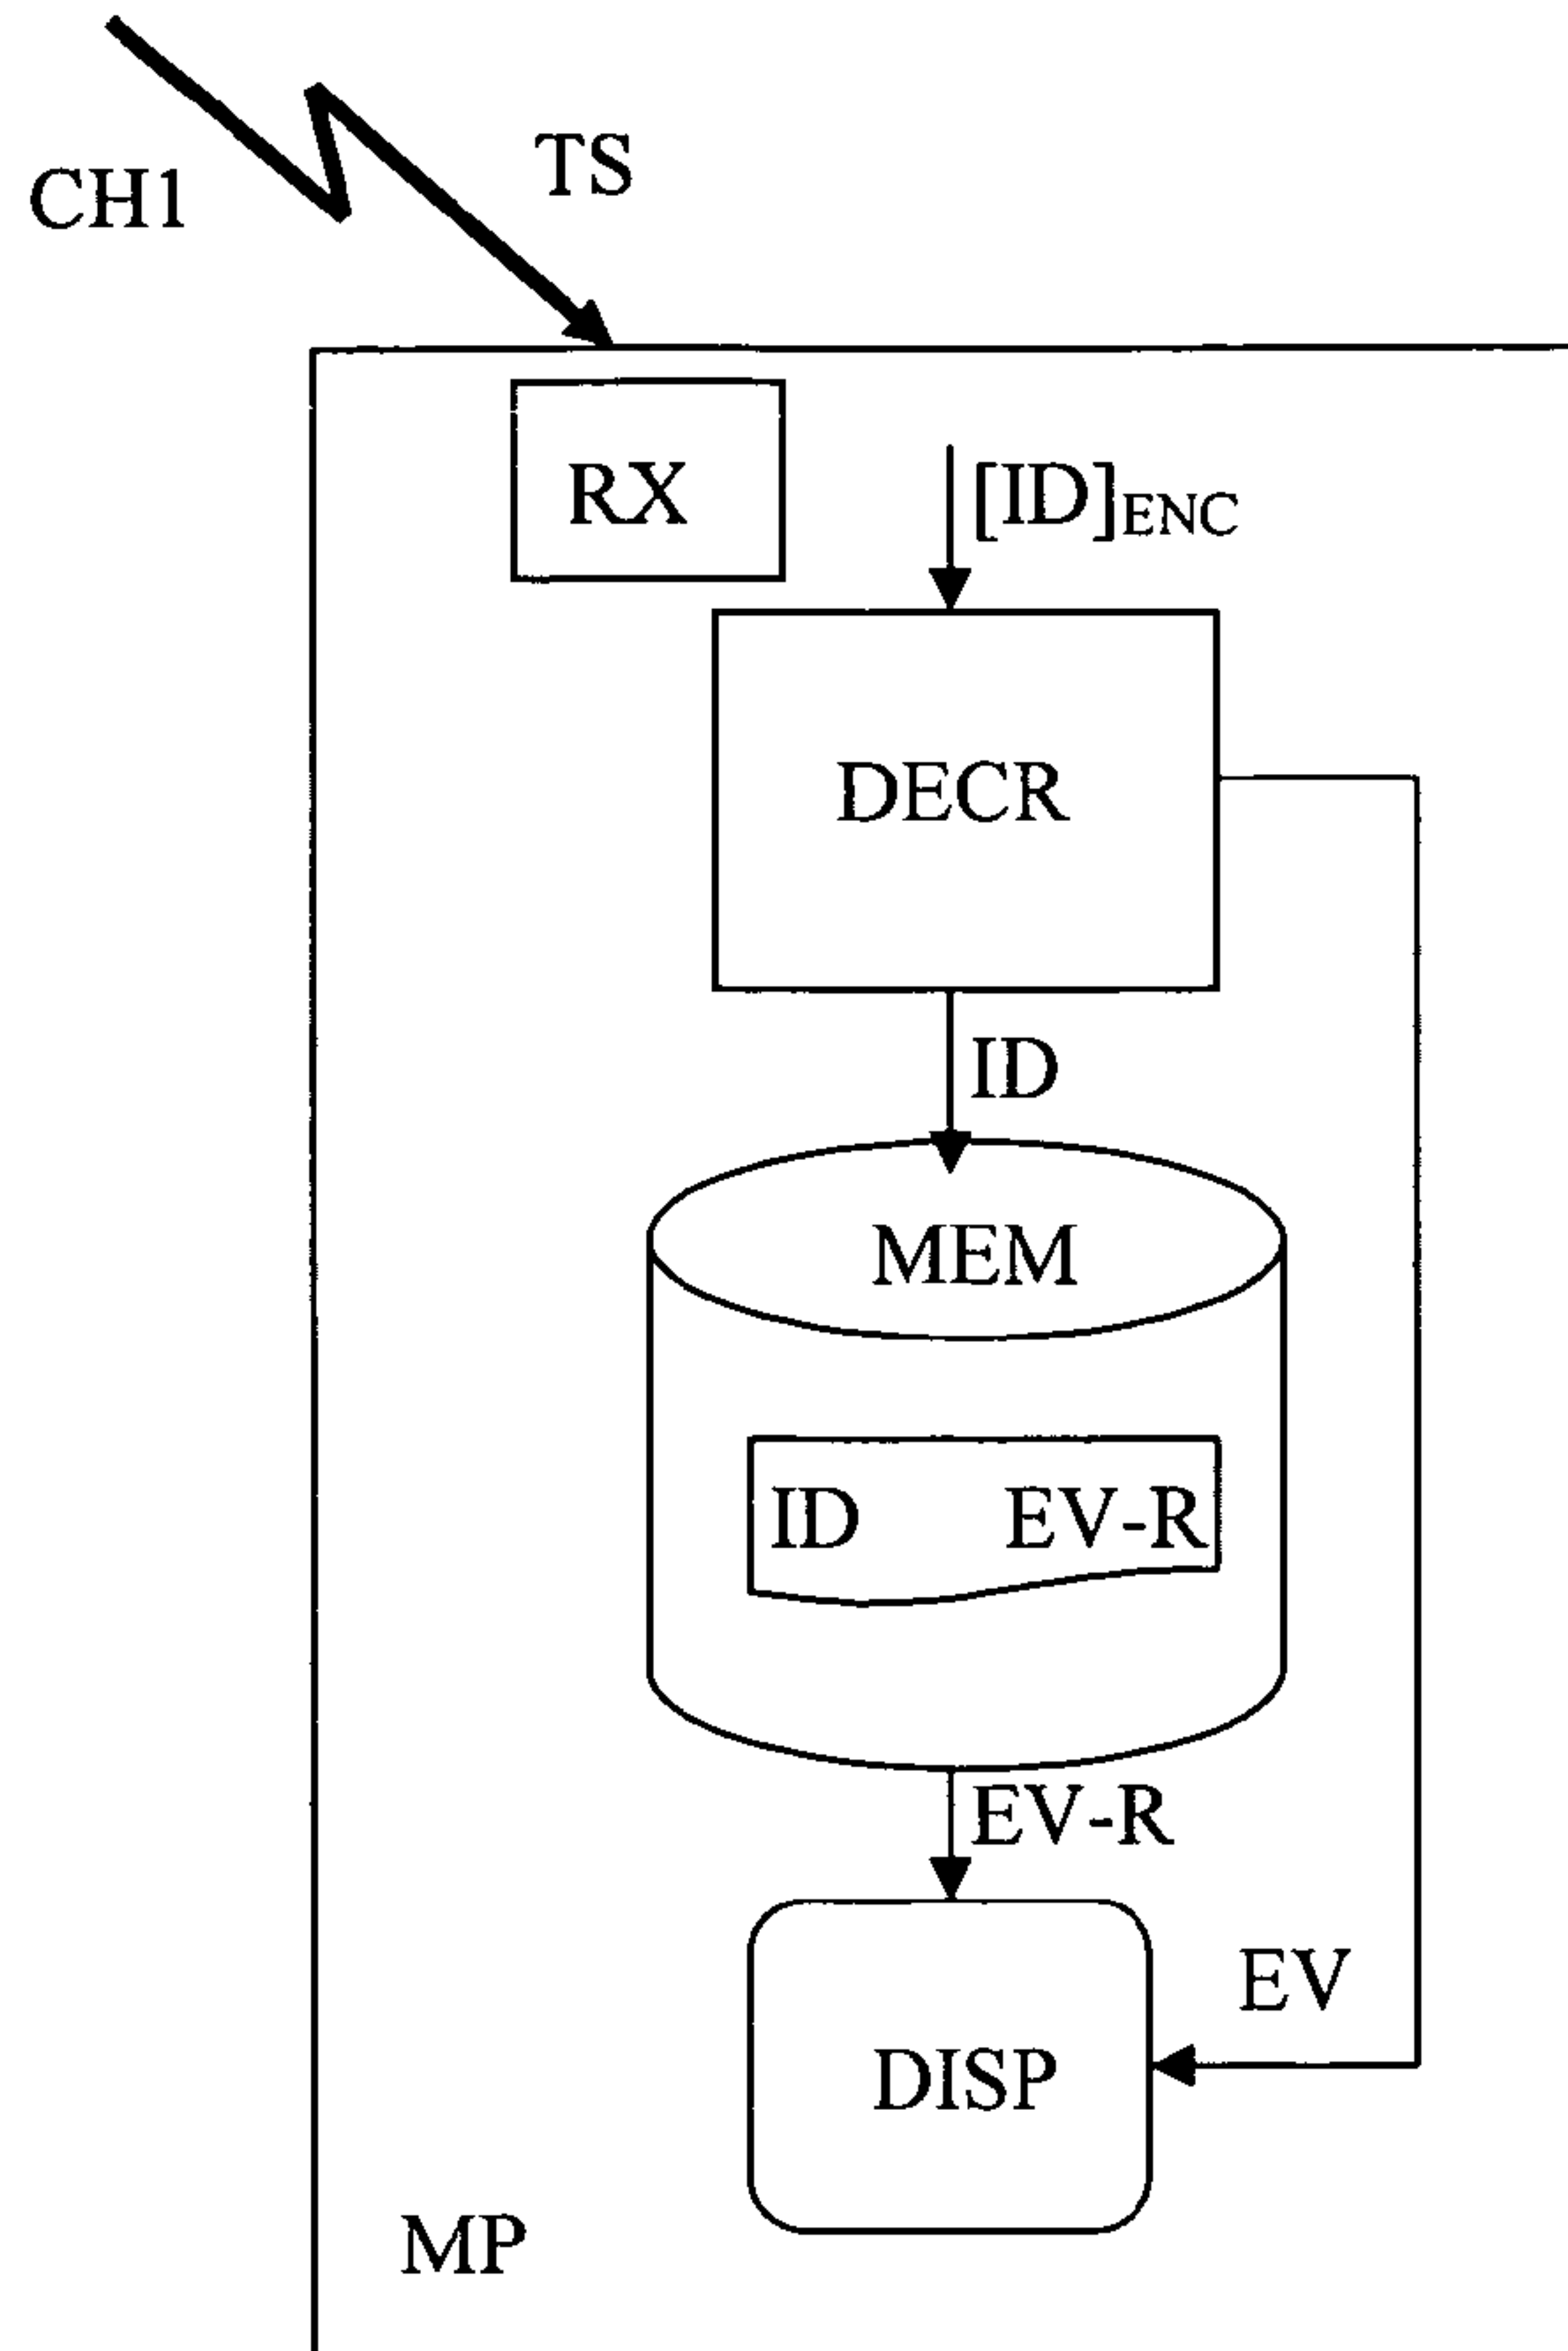 TS
CH1
RX
[ID]ENC
DECR
ID
MEM
ID EV-R
EV-R
EV
DISP
MP